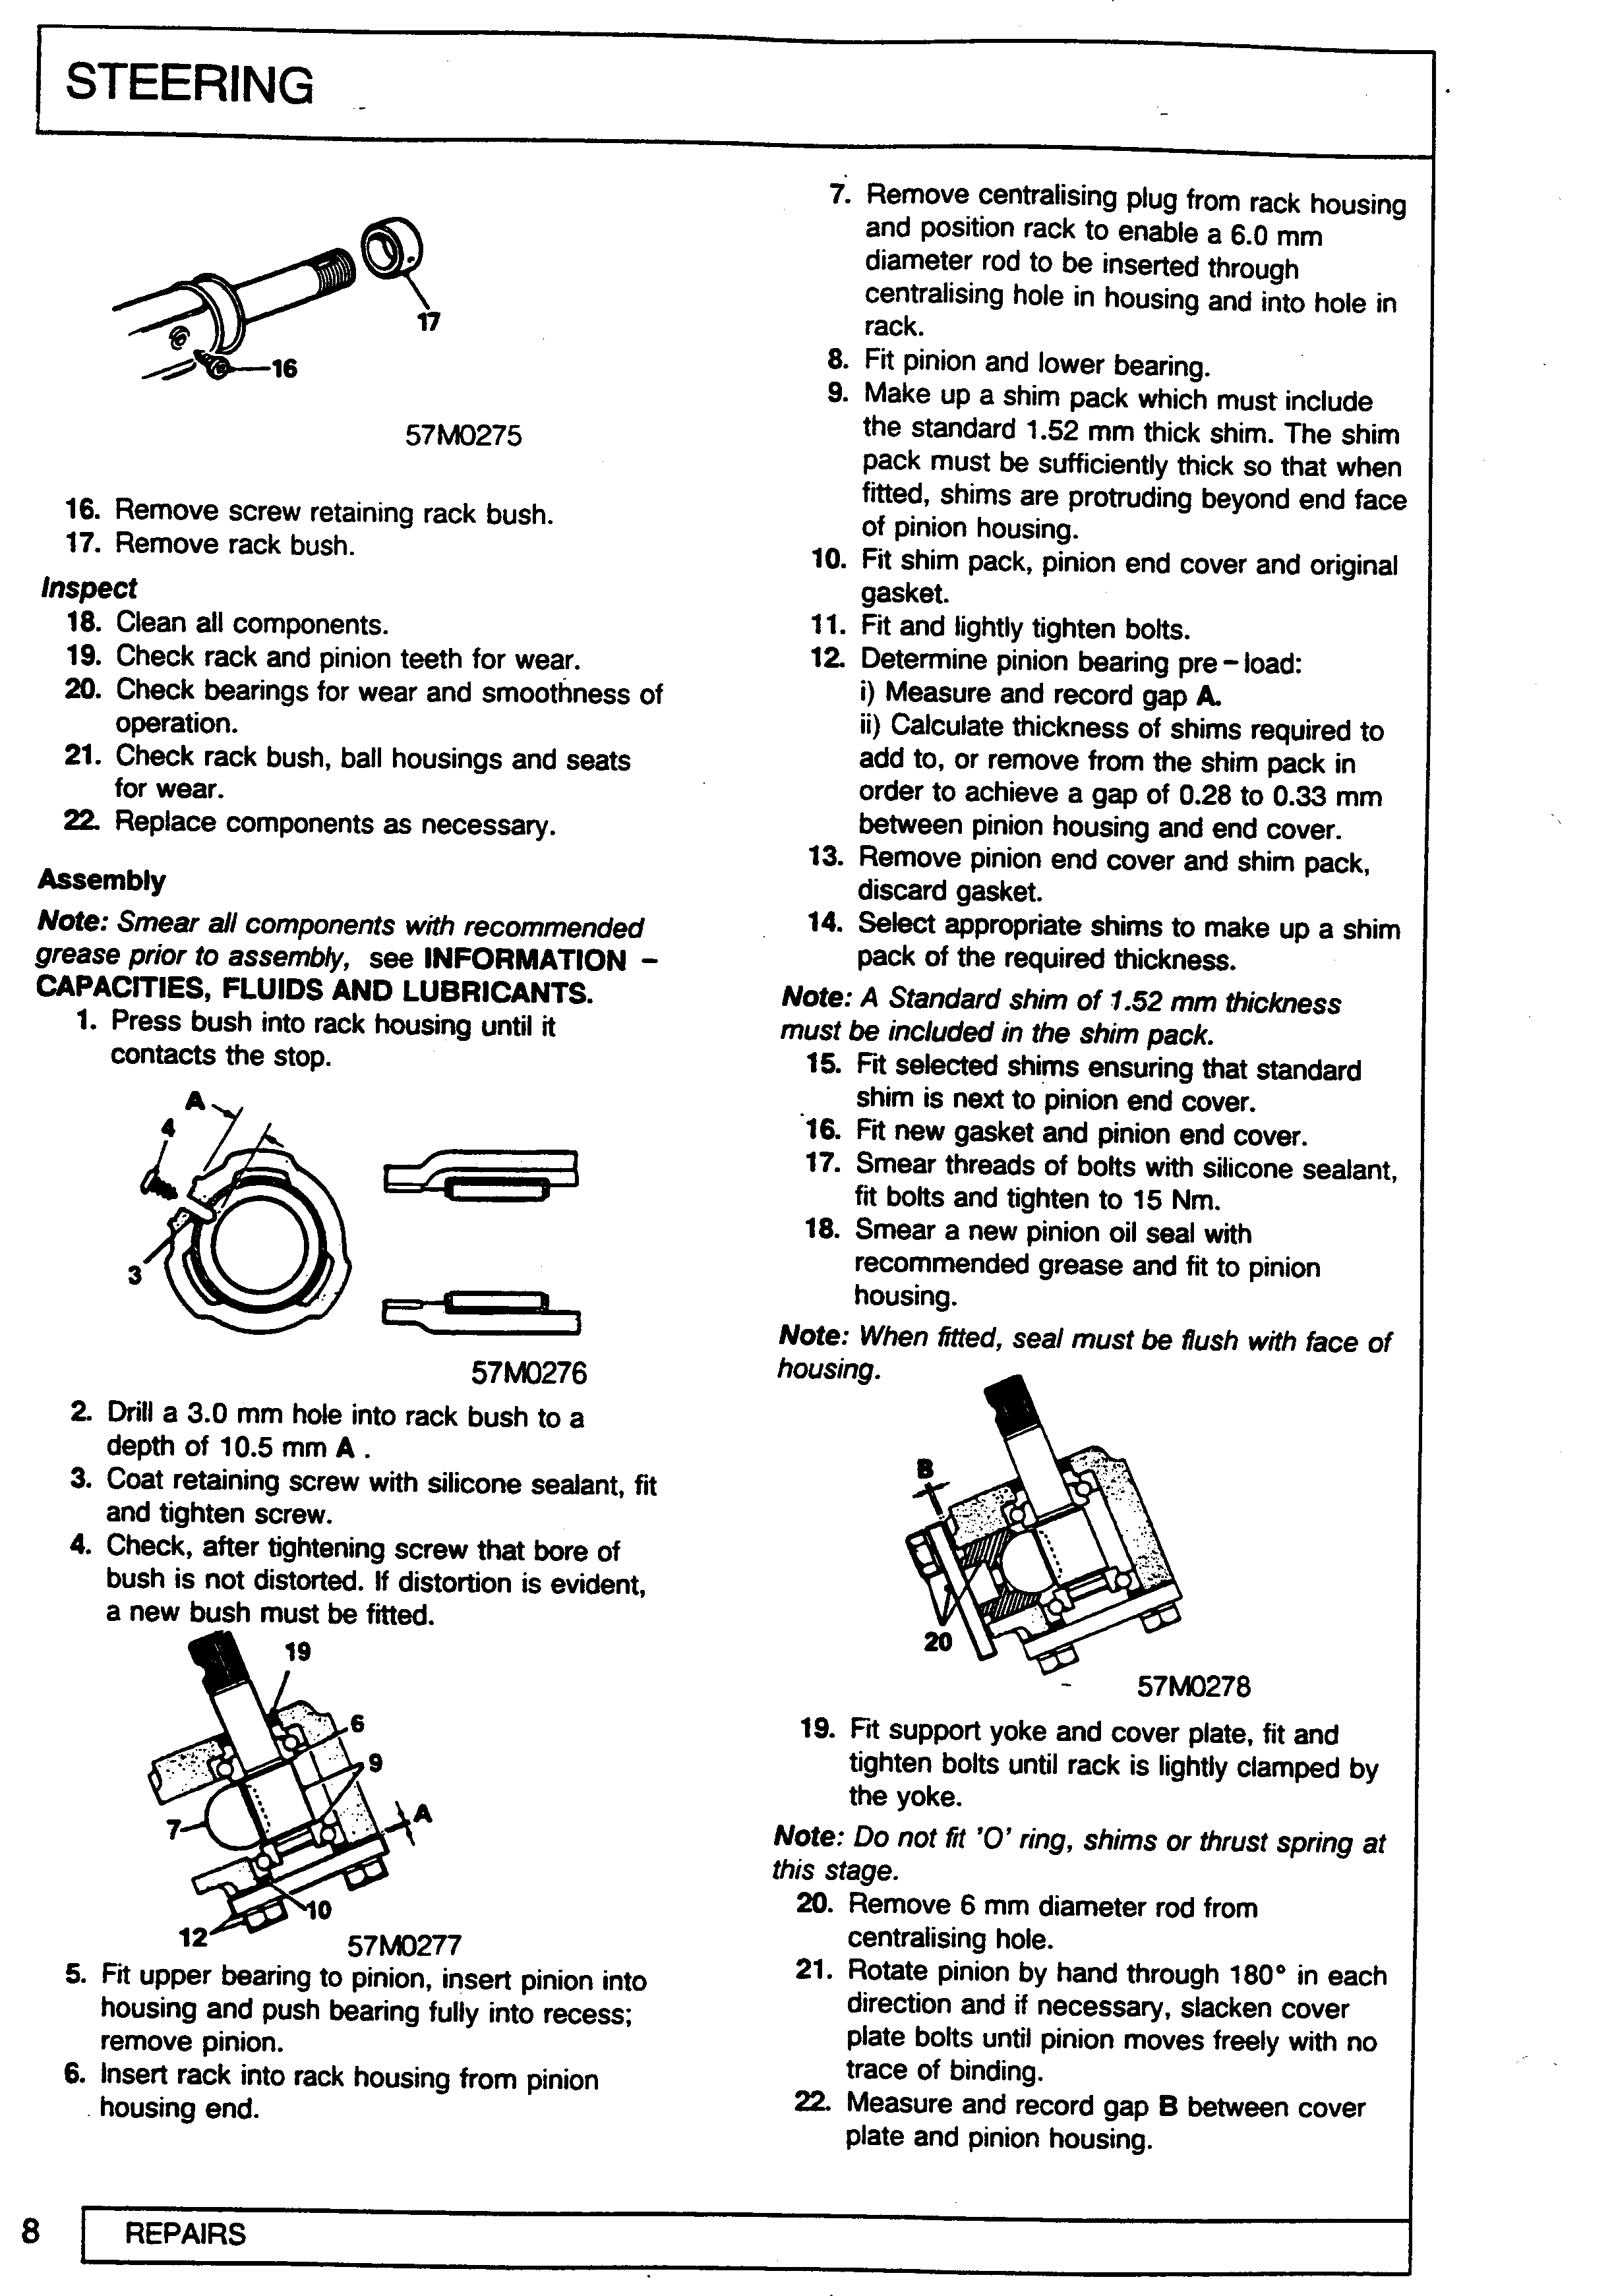 STEERING
17
16
57M0275
16. Remove screw retaining rack bush.
17. Remove rack bush.
Inspect
18. Clean all components.
19. Check rack and pinion teeth for wear.
20. Check bearings for wear and smoothness of
operation.
21. Check rack bush, ball housings and seats
for wear.
22. Replace components as necessary.
Assembly
Note: Smear all components with recommended
grease prior to assembly, see INFORMATION –
CAPACITIES, FLUIDS AND LUBRICANTS.
1. Press bush into rack housing until it
contacts the stop.
A
4
3
57M0276
2. Drill a 3.0 mm hole into rack bush to a
depth of 10.5 mm A .
3. Coat retaining screw with silicone sealant, fit
and tighten screw.
4. Check, after tightening screw that bore of
bush is not distorted. If distortion is evident,
a new bush must be fitted.
19
6
9
7
A
10
12
57M0277
5. Fit upper bearing to pinion, insert pinion into
housing and push bearing fully into recess;
remove pinion.
6. Insert rack into rack housing from pinion
housing end.
7. Remove centralising plug from rack housing
and position rack to enable a 6.0 mm
diameter rod to be inserted through
centralising hole in housing and into hole in
rack.
8. Fit pinion and lower bearing.
9. Make up a shim pack which must include
the standard 1.52 mm thick shim. The shim
pack must be sufficiently thick so that when
fitted, shims are protruding beyond end face
of pinion housing.
10. Fit shim pack, pinion end cover and original
gasket.
11. Fit and lightly tighten bolts.
12. Determine pinion bearing pre – load:
i) Measure and record gap A.
ii) Calculate thickness of shims required to
add to, or remove from the shim pack in
order to achieve a gap of 0.28 to 0.33 mm
between pinion housing and end cover.
13. Remove pinion end cover and shim pack,
discard gasket.
14. Select appropriate shims to make up a shim
pack of the required thickness.
Note: A Standard shim of 1.52 mm thickness
must be included in the shim pack.
15. Fit selected shims ensuring that standard
shim is next to pinion end cover.
16. Fit new gasket and pinion end cover.
17. Smear threads of bolts with silicone sealant,
fit bolts and tighten to 15 Nm.
18. Smear a new pinion oil seal with
recommended grease and fit to pinion
housing.
Note: When fitted, seal must be flush with face of
housing.
B
20
57M0278
19. Fit support yoke and cover plate, fit and
tighten bolts until rack is lightly clamped by
the yoke.
Note: Do not fit 'O' ring, shims or thrust spring at
this stage.
20. Remove 6 mm diameter rod from
centralising hole.
21. Rotate pinion by hand through 180° in each
direction and if necessary, slacken cover
plate bolts until pinion moves freely with no
trace of binding.
22. Measure and record gap B between cover
plate and pinion housing.
8
REPAIRS